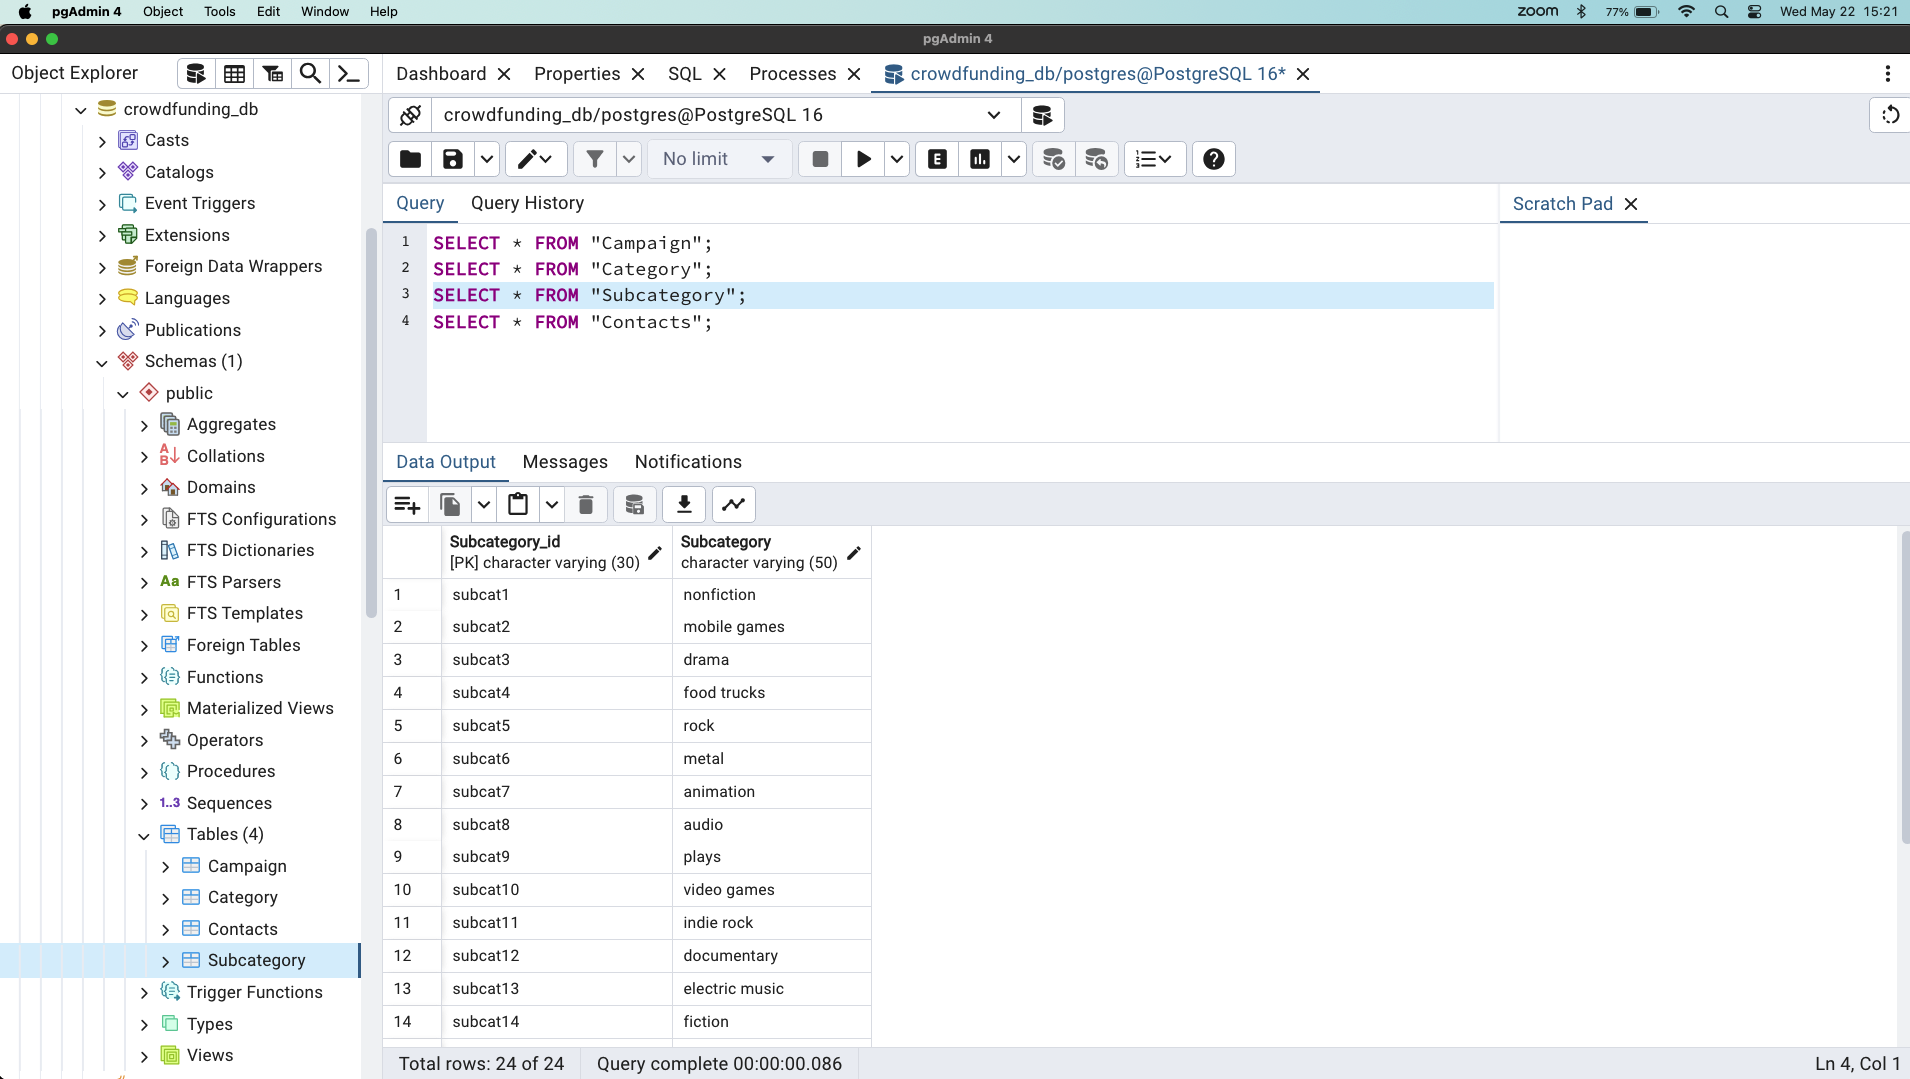 pgAdmin 4 Object Tools Edit Window Help zoom 77% Wed May 22 15:21
pgAdmin 4
Object Explorer
Dashboard Properties SQL Processes crowdfunding_db/postgres@PostgreSQL 16*
crowdfunding_db/postgres@PostgreSQL 16
No limit
E
Query Query History
Scratch Pad
1 SELECT * FROM "Campaign";
2 SELECT * FROM "Category";
3 SELECT * FROM "Subcategory";
4 SELECT * FROM "Contacts";
crowdfunding_db
Casts
Catalogs
Event Triggers
Extensions
Foreign Data Wrappers
Languages
Publications
Schemas (1)
public
Aggregates
Collations
Domains
FTS Configurations
FTS Dictionaries
Aa FTS Parsers
FTS Templates
Foreign Tables
Functions
Materialized Views
Operators
Procedures
1..3 Sequences
Tables (4)
Campaign
Category
Contacts
Subcategory
Trigger Functions
Types
Views
Data Output Messages Notifications
Subcategory_id Subcategory
[PK] character varying (30) character varying (50)
1 subcat1 nonfiction
2 subcat2 mobile games
3 subcat3 drama
4 subcat4 food trucks
5 subcat5 rock
6 subcat6 metal
7 subcat7 animation
8 subcat8 audio
9 subcat9 plays
10 subcat10 video games
11 subcat11 indie rock
12 subcat12 documentary
13 subcat13 electric music
14 subcat14 fiction
Total rows: 24 of 24 Query complete 00:00:00.086 Ln 4, Col 1